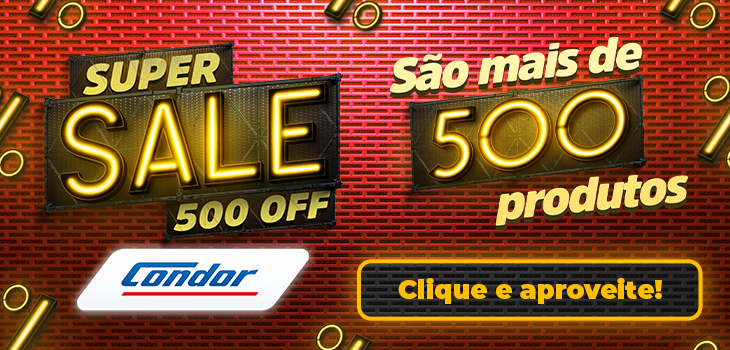 SUPER
SALE
500 OFF
Condor
São mais de
500
produtos
Clique e aproveite!